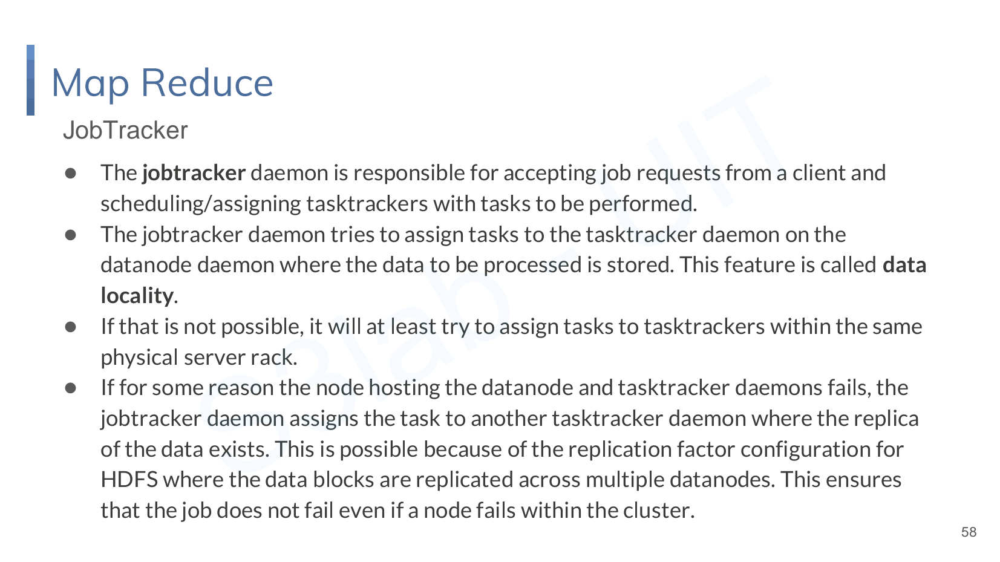 Map Reduce
JobTracker
● The jobtracker daemon is responsible for accepting job requests from a client and
scheduling/assigning tasktrackers with tasks to be performed.
● The jobtracker daemon tries to assign tasks to the tasktracker daemon on the
datanode daemon where the data to be processed is stored. This feature is called data
locality.
● If that is not possible, it will at least try to assign tasks to tasktrackers within the same
physical server rack.
● If for some reason the node hosting the datanode and tasktracker daemons fails, the
jobtracker daemon assigns the task to another tasktracker daemon where the replica
of the data exists. This is possible because of the replication factor configuration for
HDFS where the data blocks are replicated across multiple datanodes. This ensures
that the job does not fail even if a node fails within the cluster.
58
S3lab - UIT